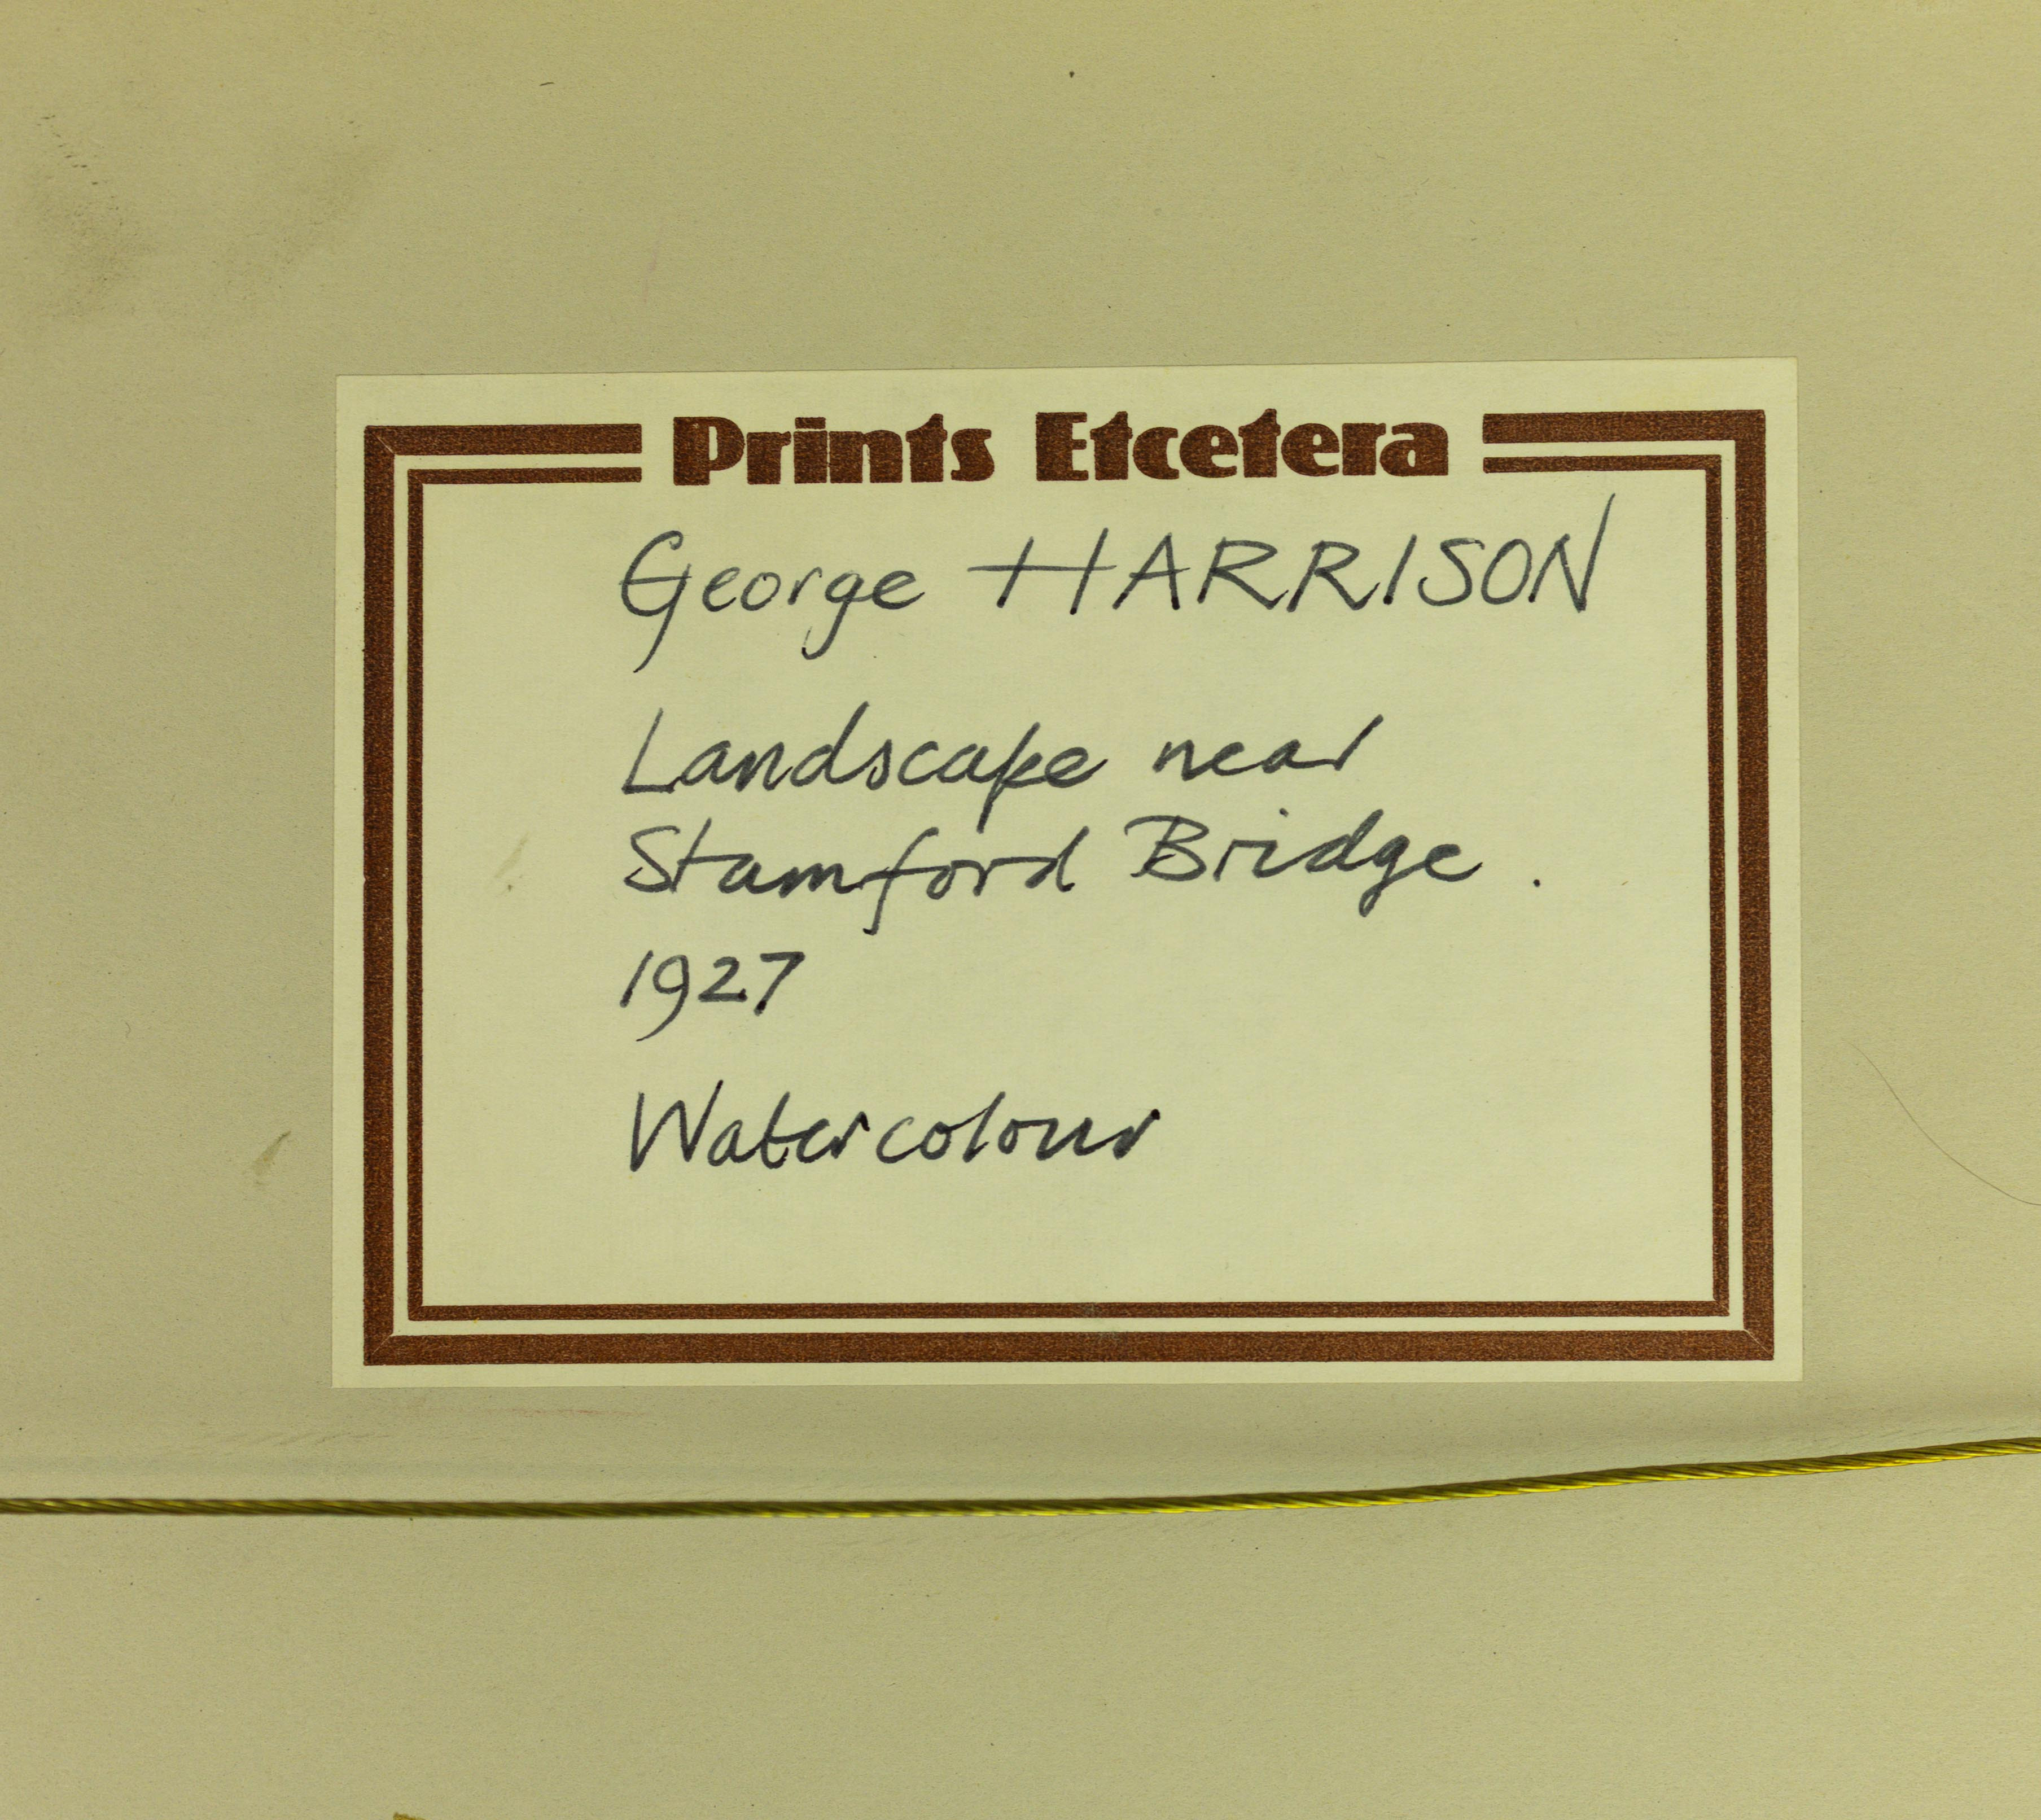 Prints Etcetera
George HARRISON
Landscape near
Stamford Bridge.
1927
Watercolour